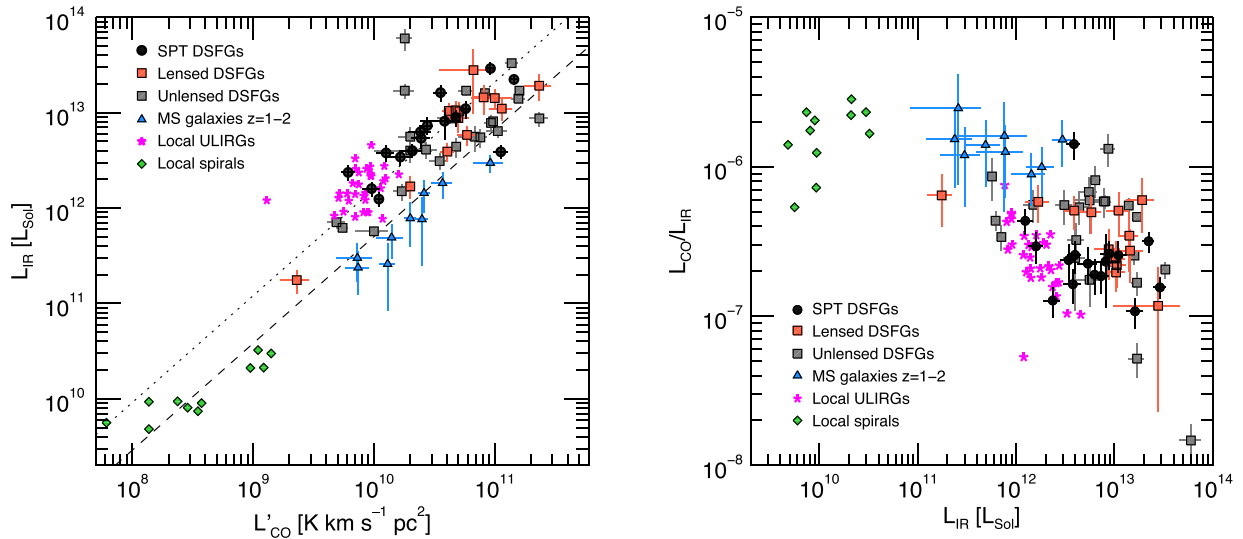 10^14
10^13
10^12
10^11
10^10
L_IR [L_Sol]
SPT DSFGs
Lensed DSFGs
Unlensed DSFGs
MS galaxies z=1−2
Local ULIRGs
Local spirals
10^8
10^9
10^10
10^11
L'_CO [K km s^−1 pc^2]
10^−5
10^−6
10^−7
10^−8
L_CO/L_IR
SPT DSFGs
Lensed DSFGs
Unlensed DSFGs
MS galaxies z=1−2
Local ULIRGs
Local spirals
10^10
10^11
10^12
10^13
10^14
L_IR [L_Sol]